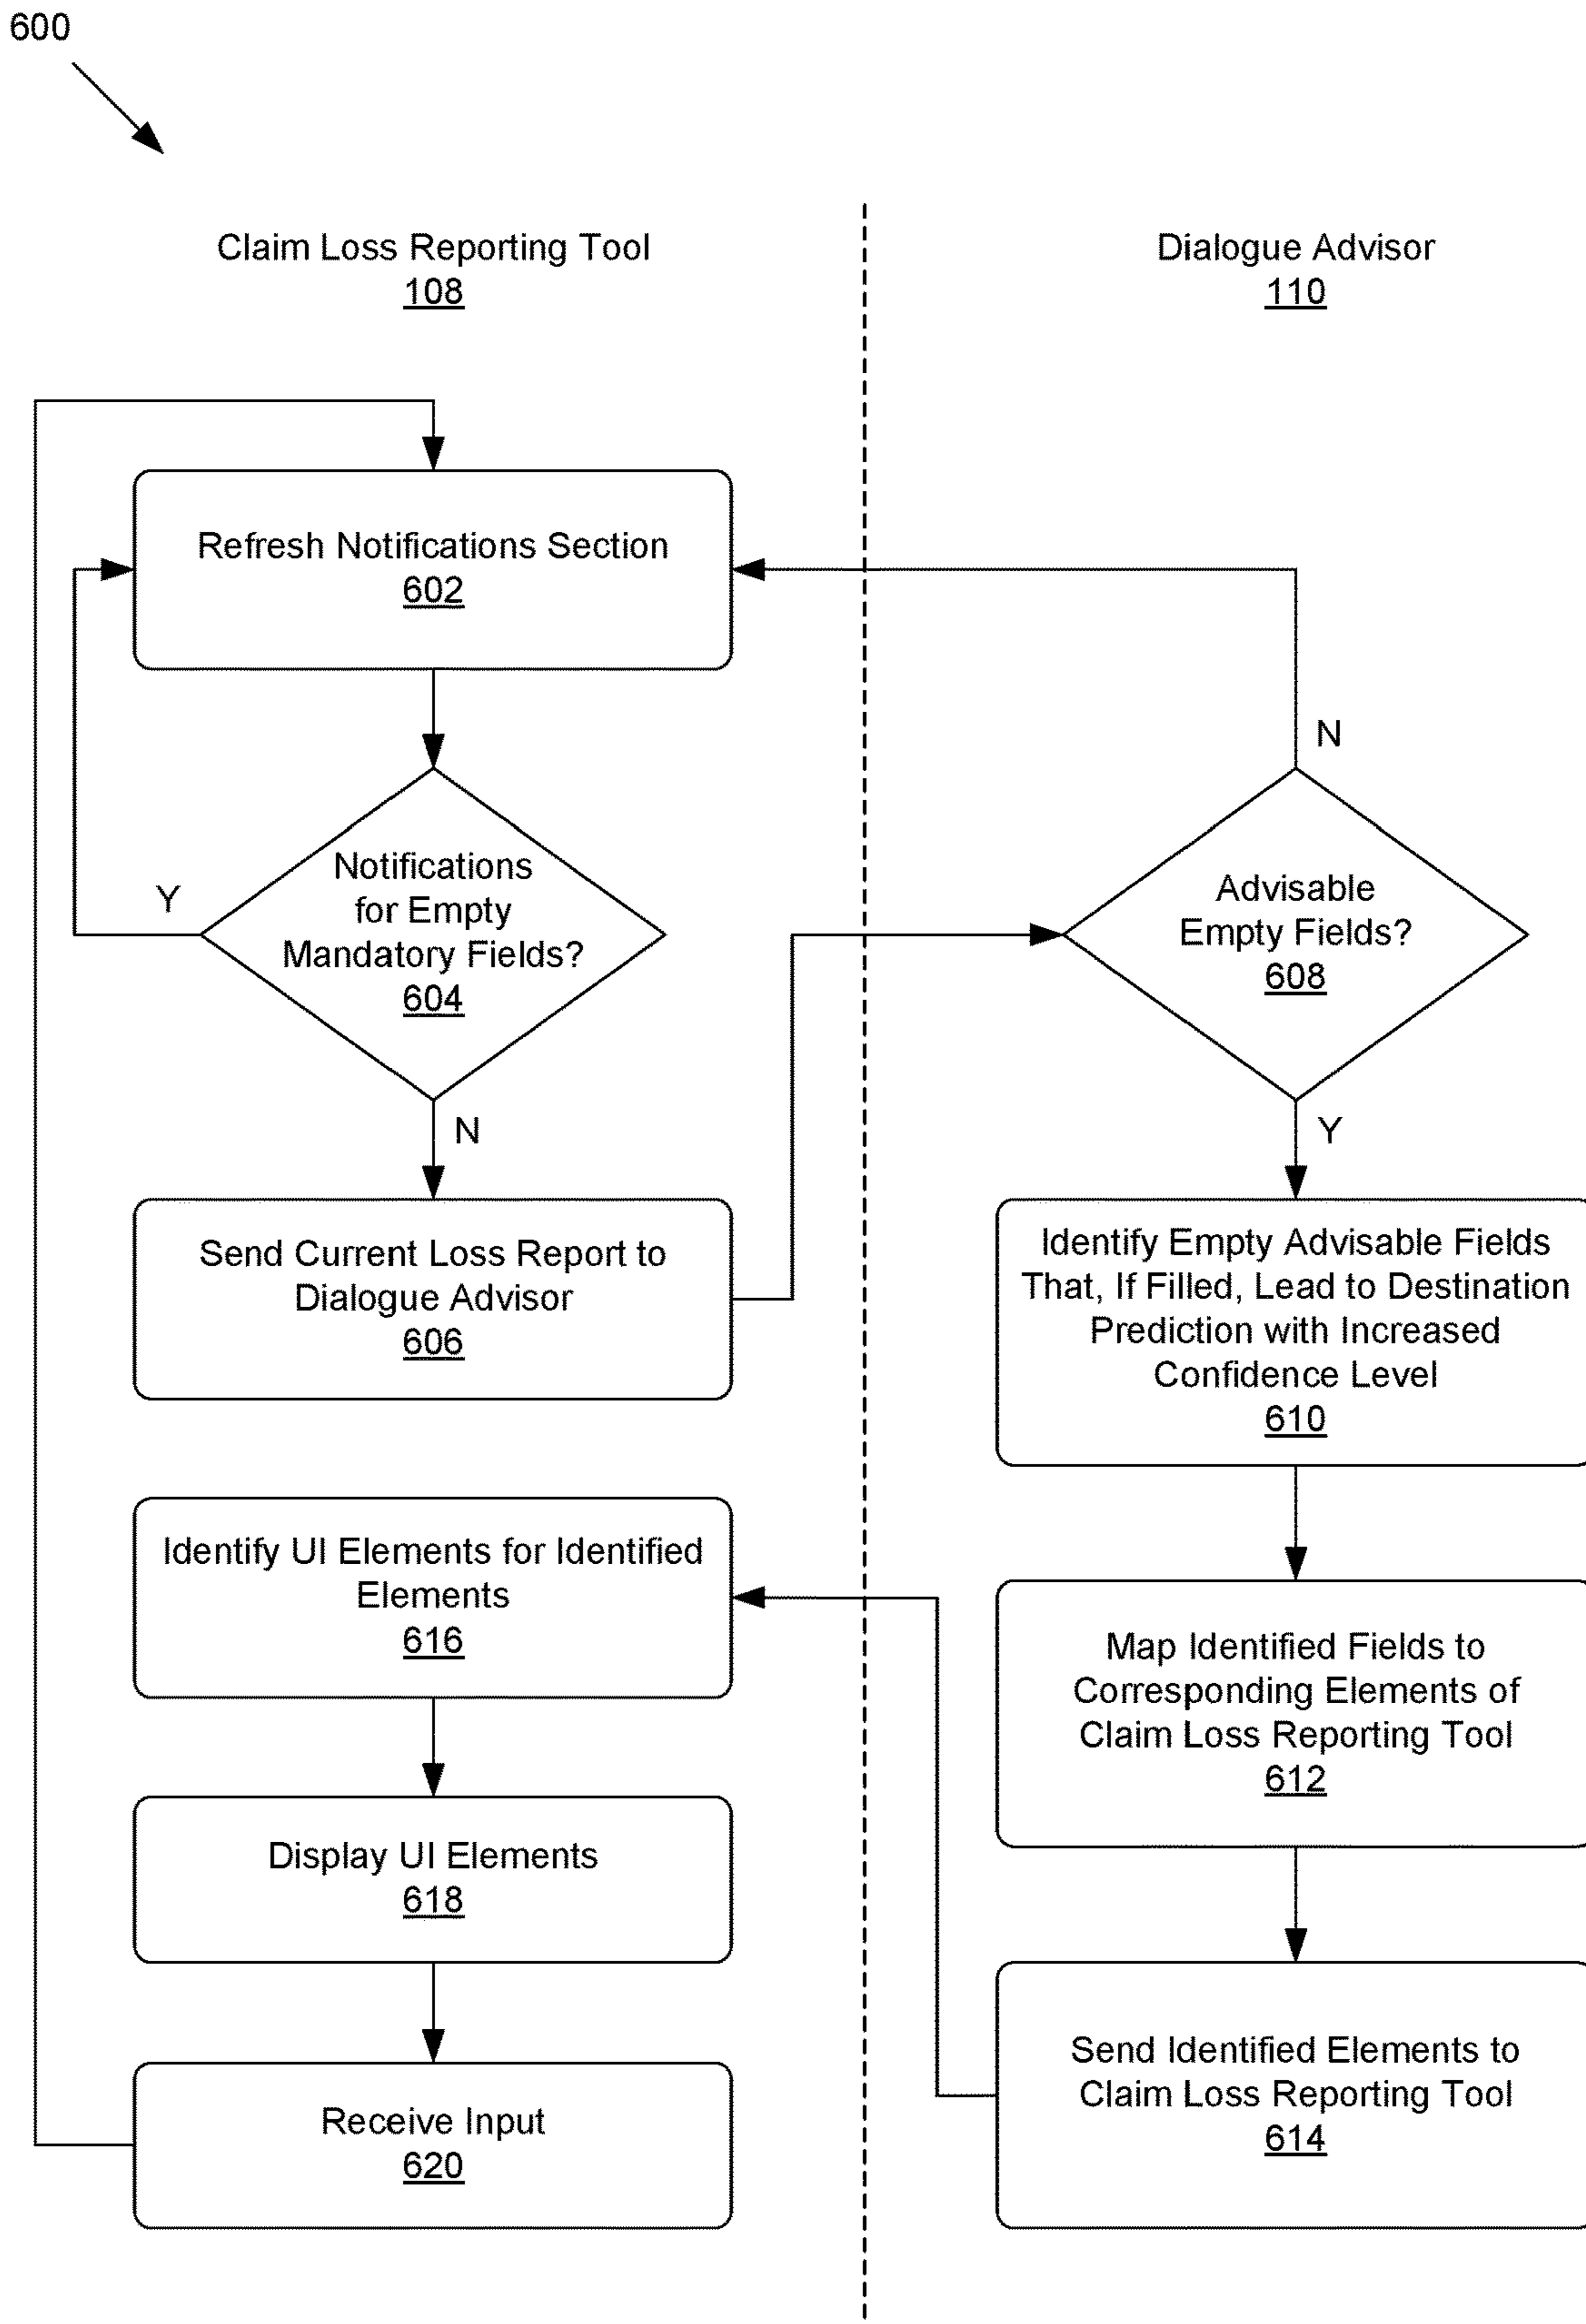 600
Claim Loss Reporting Tool
108
Dialogue Advisor
110
Refresh Notifications Section
602
Notifications
for Empty
Mandatory Fields?
604
Y
N
Send Current Loss Report to
Dialogue Advisor
606
Advisable
Empty Fields?
608
N
Y
Identify Empty Advisable Fields
That, If Filled, Lead to Destination
Prediction with Increased
Confidence Level
610
Map Identified Fields to
Corresponding Elements of
Claim Loss Reporting Tool
612
Send Identified Elements to
Claim Loss Reporting Tool
614
Identify UI Elements for Identified
Elements
616
Display UI Elements
618
Receive Input
620